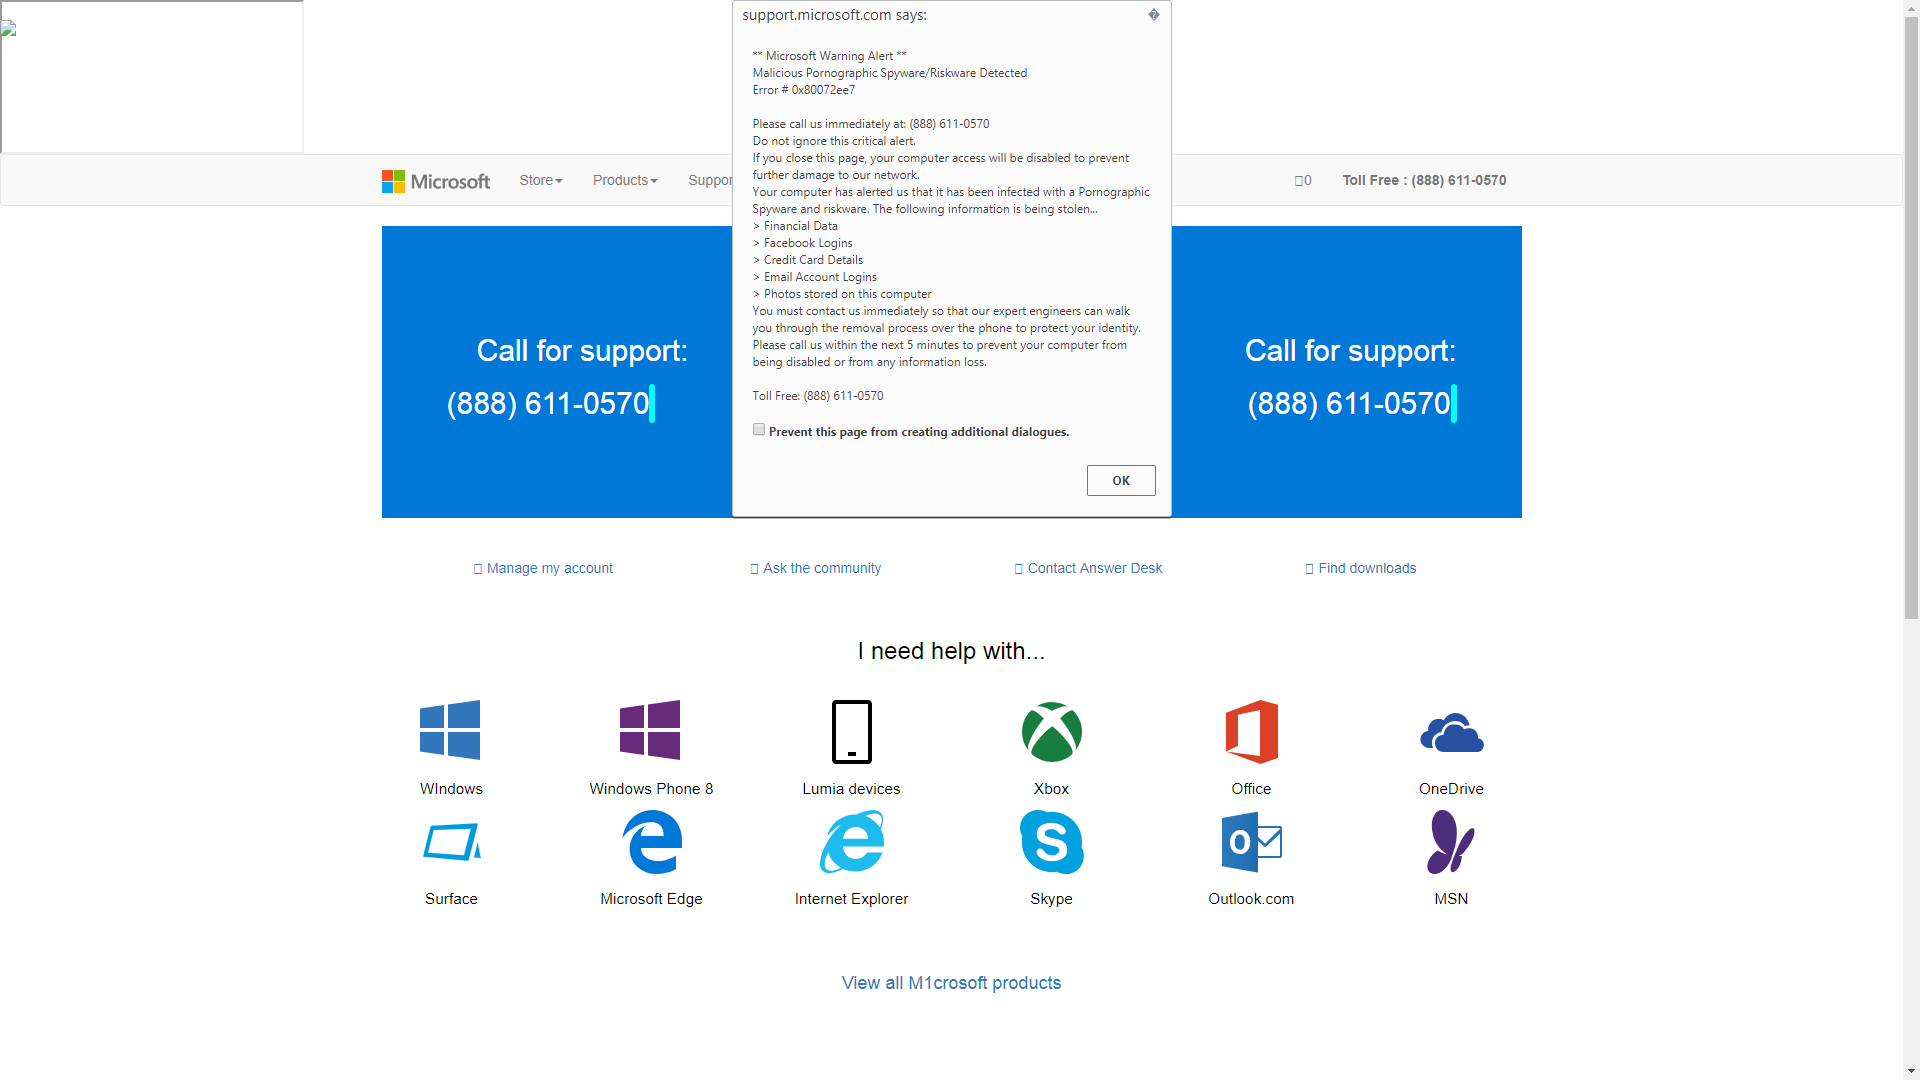 support.microsoft.com says:
** Microsoft Warning Alert **
Malicious Pornographic Spyware/Riskware Detected
Error # 0x80072ee7
Please call us immediately at: (888) 611-0570
Do not ignore this critical alert.
If you close this page, your computer access will be disabled to prevent
further damage to our network.
Your computer has alerted us that it has been infected with a Pornographic
Spyware and riskware. The following information is being stolen...
> Financial Data
> Facebook Logins
> Credit Card Details
> Email Account Logins
> Photos stored on this computer
You must contact us immediately so that our expert engineers can walk
you through the removal process over the phone to protect your identity.
Please call us within the next 5 minutes to prevent your computer from
being disabled or from any information loss.
Toll Free: (888) 611-0570
Prevent this page from creating additional dialogues.
OK
Microsoft Store Products Suppor 0 Toll Free : (888) 611-0570
Call for support: Call for support:
(888) 611-0570 (888) 611-0570
Manage my account Ask the community Contact Answer Desk Find downloads
I need help with...
WIndows Windows Phone 8 Lumia devices Xbox Office OneDrive
Surface Microsoft Edge Internet Explorer Skype Outlook.com MSN
View all M1crosoft products